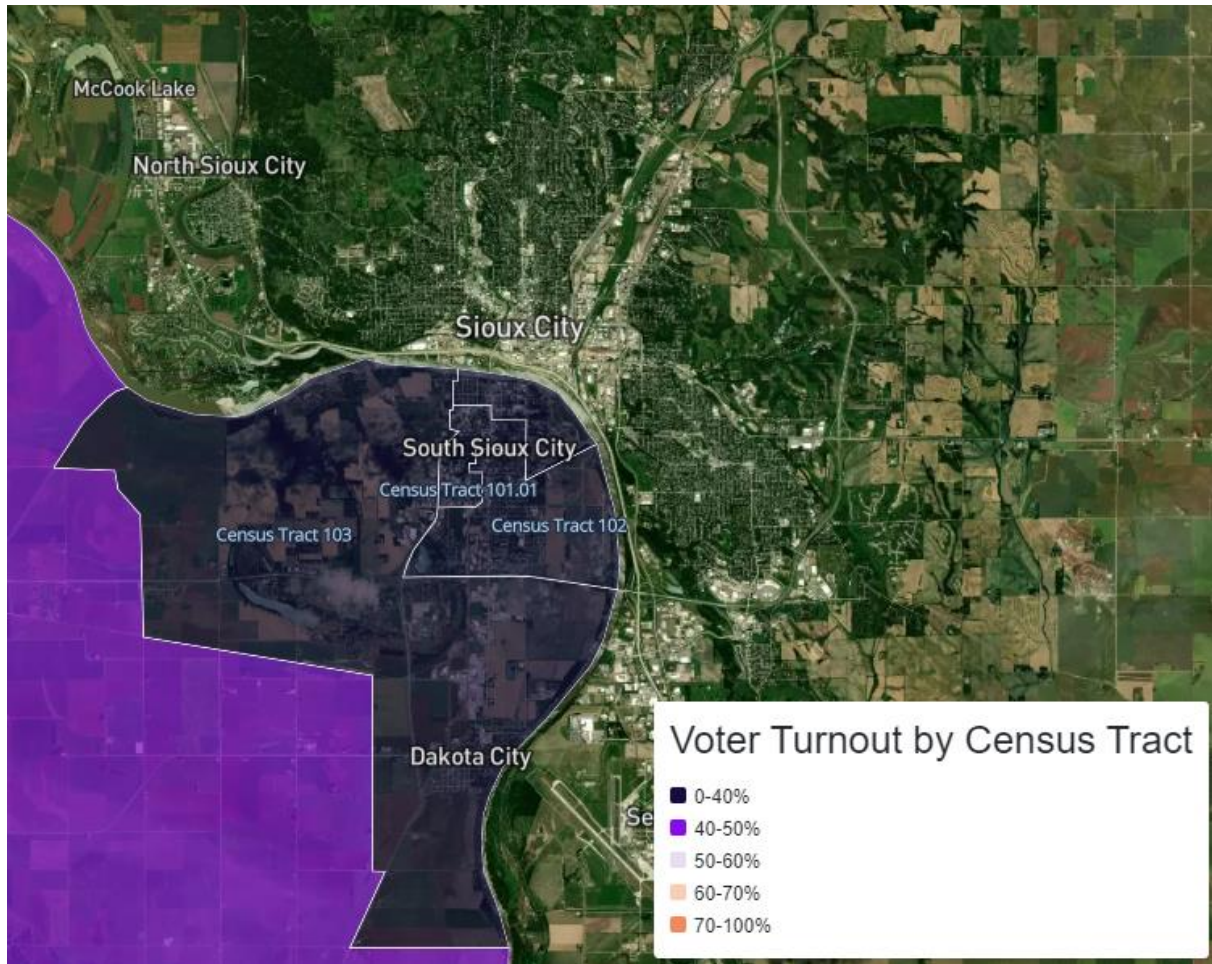 McCook Lake
North Sioux City
Sioux City
South Sioux City
Census Tract 101.01
Census Tract 102
Census Tract 103
Dakota City
Se
Voter Turnout by Census Tract
0-40%
40-50%
50-60%
60-70%
70-100%